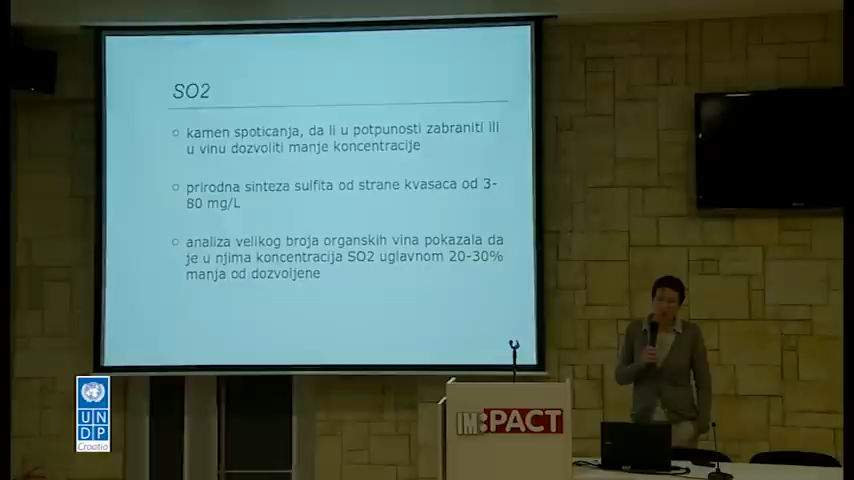 SO2
kamen spoticanja, da li u potpunosti zabraniti ili
u vinu dozvoliti manje koncentracije
prirodna sinteza sulfita od strane kvasaca od 3-
80 mg/L
analiza velikog broja organskih vina pokazala da
je u njima koncentracija SO2 uglavnom 20-30%
manja od dozvoljene
UN
DP
Croatia
IM:PACT